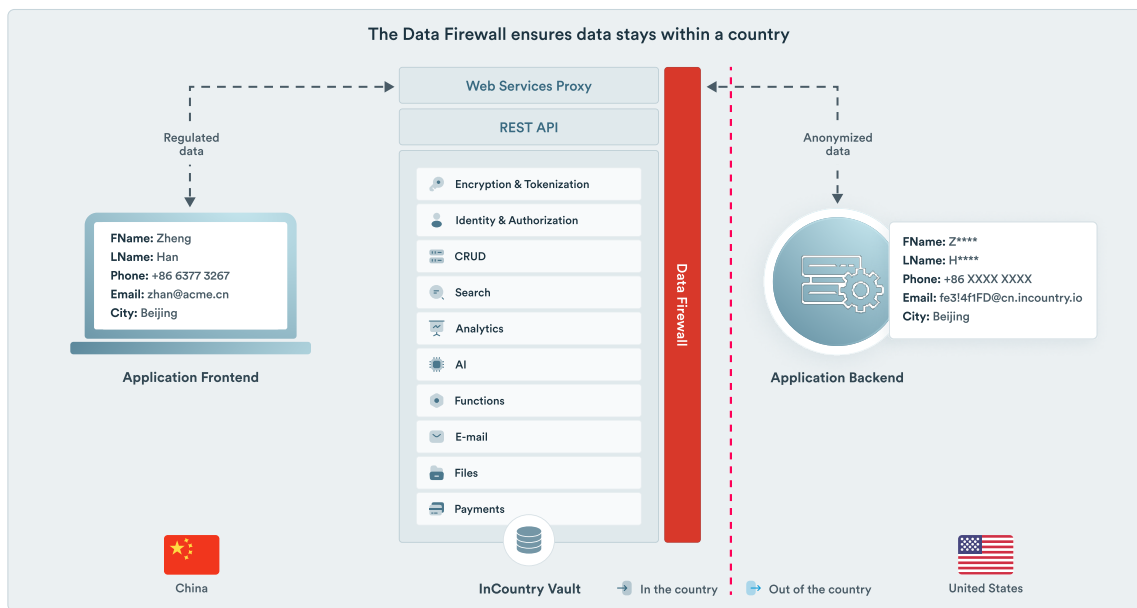 The Data Firewall ensures data stays within a country
Web Services Proxy
REST API
Regulated
data
Anonymized
data
FName: Zheng
LName: Han
Phone: +86 6377 3267
Email: zhan@acme.cn
City: Beijing
Application Frontend
Encryption & Tokenization
Identity & Authorization
CRUD
Search
Analytics
AI
Functions
E-mail
Files
Payments
Data Firewall
FName: Z****
LName: H****
Phone: +86 XXXX XXXX
Email: fe3!4f1FD@cn.incountry.io
City: Beijing
Application Backend
China
InCountry Vault
In the country
Out of the country
United States